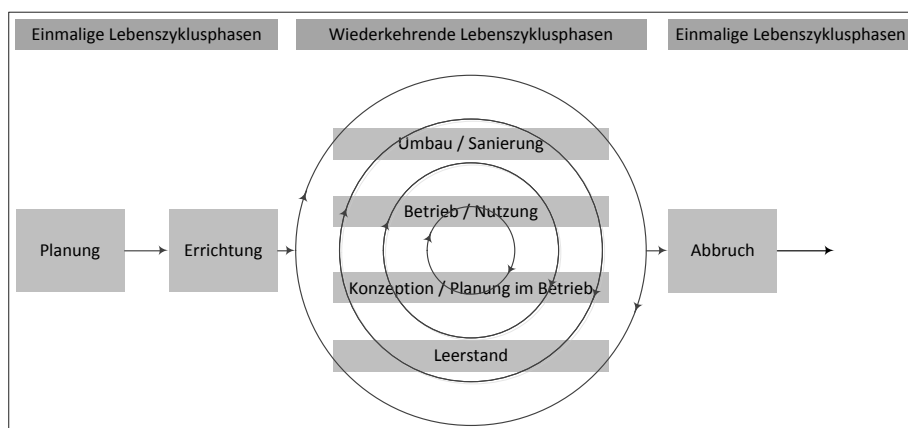 Einmalige Lebenszyklusphasen
Wiederkehrende Lebenszyklusphasen
Einmalige Lebenszyklusphasen
Umbau / Sanierung
Betrieb / Nutzung
Planung
Errichtung
Abbruch
Konzeption / Planung im Betrieb
Leerstand